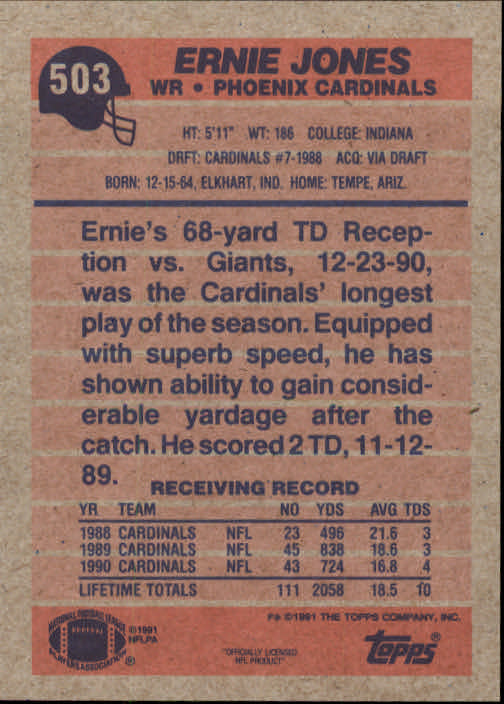 503
ERNIE JONES
WR • PHOENIX CARDINALS
HT: 5'11" WT: 186 COLLEGE: INDIANA
DRFT: CARDINALS #7-1988 ACQ: VIA DRAFT
BORN: 12-15-64, ELKHART, IND. HOME: TEMPE, ARIZ.
Ernie's 68-yard TD Recep-
tion vs. Giants, 12-23-90,
was the Cardinals' longest
play of the season. Equipped
with superb speed, he has
shown ability to gain consid-
erable yardage after the
catch. He scored 2 TD, 11-12-
89.
RECEIVING RECORD
YR TEAM NO YDS AVG TDS
1988 CARDINALS NFL 23 496 21.6 3
1989 CARDINALS NFL 45 838 18.6 3
1990 CARDINALS NFL 43 724 16.8 4
LIFETIME TOTALS 111 2058 18.5 10
F* ©1991 THE TOPPS COMPANY, INC.
NATIONAL FOOTBALL LEAGUE
PLAYERS ASSOCIATION ®
©1991
NFLPA
"OFFICIALLY LICENSED
NFL PRODUCT"
topps®